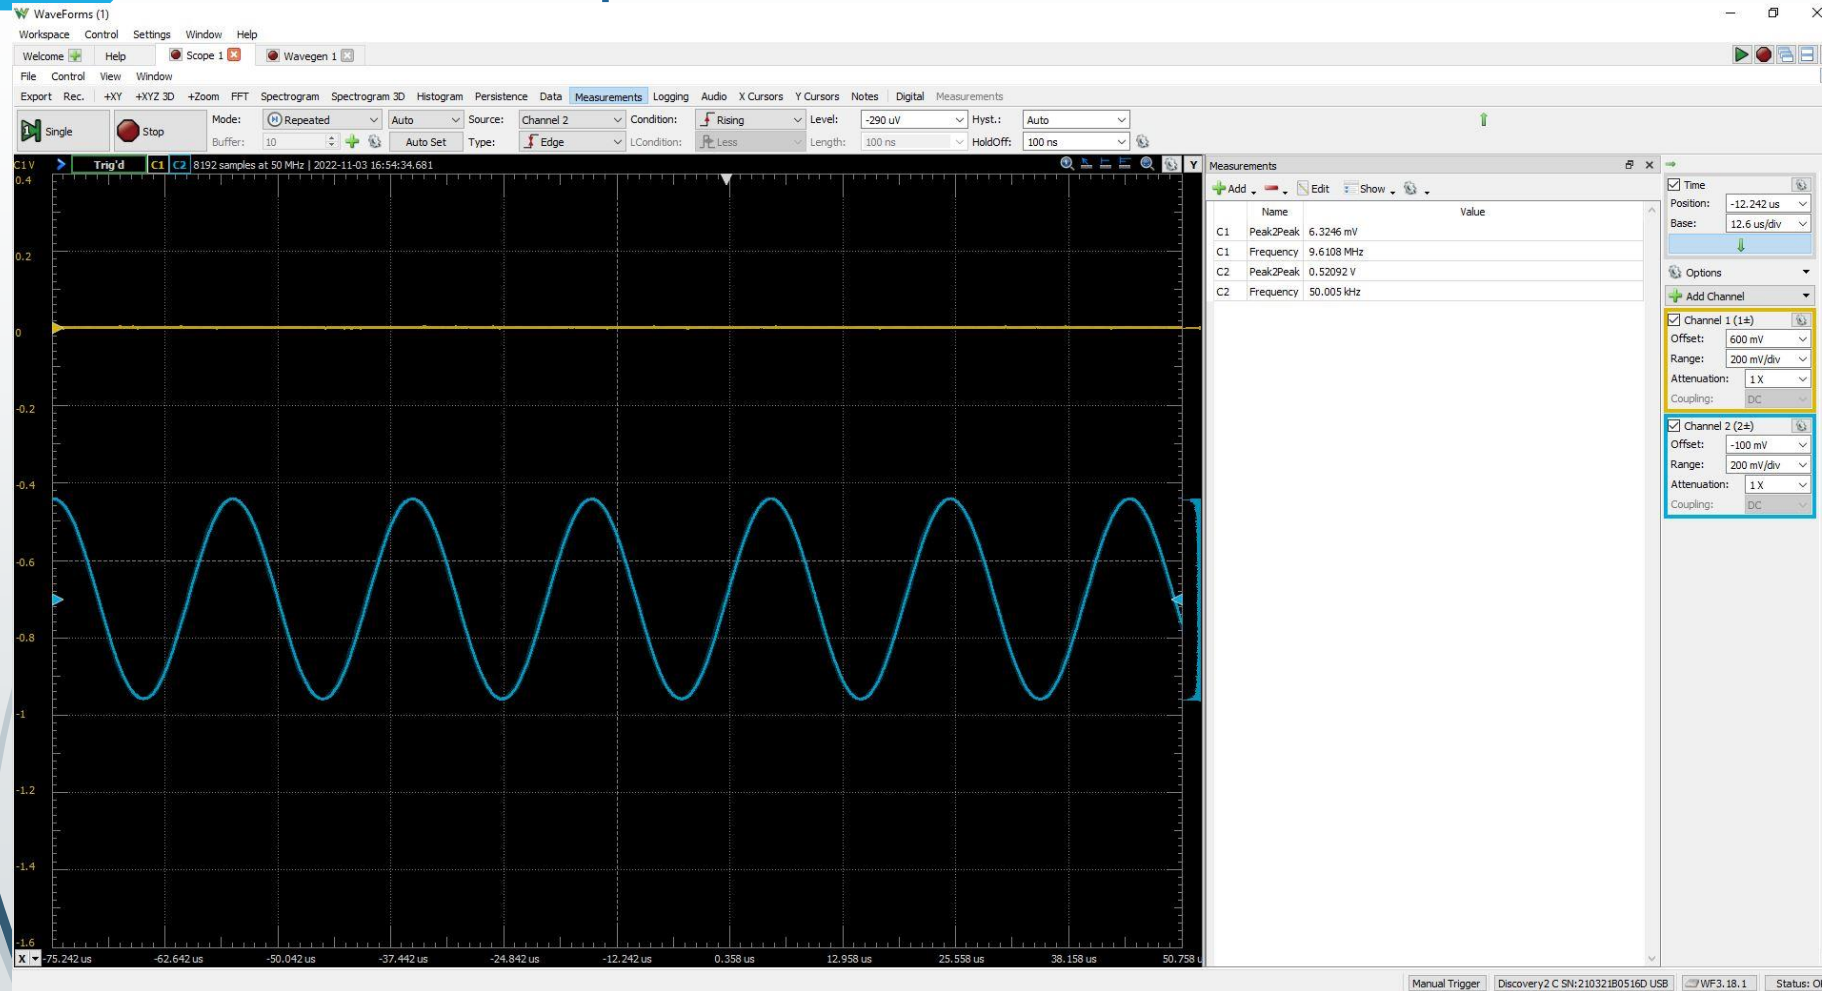 WaveForms (1)
Workspace Control Settings Window Help
Welcome Help Scope 1 Wavegen 1
File Control View Window
Export Rec. +XY +XYZ 3D +Zoom FFT Spectrogram Spectrogram 3D Histogram Persistence Data Measurements Logging Audio X Cursors Y Cursors Notes Digital Measurements
Single Stop Mode: Repeated Auto Source: Channel 2 Condition: Rising Level: -290 uV Hyst.: Auto
Buffer: 10 Auto Set Type: Edge LCondition: Less Length: 100 ns HoldOff: 100 ns
C1 V Trig'd C1 C2 8192 samples at 50 MHz | 2022-11-03 16:54:34.681 Y
0.4
0.2
0
-0.2
-0.4
-0.6
-0.8
-1
-1.2
-1.4
-1.6
X -75.242 us -62.642 us -50.042 us -37.442 us -24.842 us -12.242 us 0.358 us 12.958 us 25.558 us 38.158 us 50.758 u
Measurements
Add Edit Show
Name Value
C1 Peak2Peak 6.3246 mV
C1 Frequency 9.6108 MHz
C2 Peak2Peak 0.52092 V
C2 Frequency 50.005 kHz
Time
Position: -12.242 us
Base: 12.6 us/div
Options
Add Channel
Channel 1 (1±)
Offset: 600 mV
Range: 200 mV/div
Attenuation: 1 X
Coupling: DC
Channel 2 (2±)
Offset: -100 mV
Range: 200 mV/div
Attenuation: 1 X
Coupling: DC
Manual Trigger Discovery2 C SN:210321B0516D USB WF3.18.1 Status: